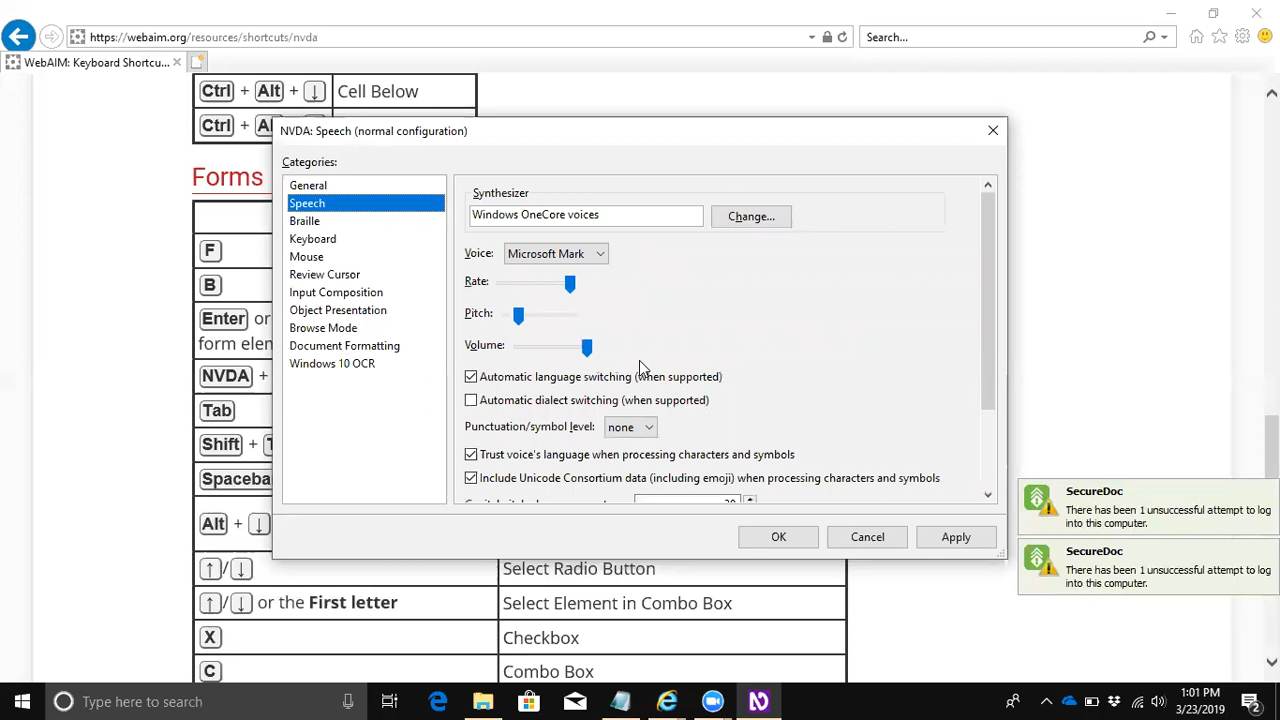 https://webaim.org/resources/shortcuts/nvda
Search...
WebAIM: Keyboard Shortcu...
Ctrl + Alt + ↓ Cell Below
Ctrl +
Forms
NVDA: Speech (normal configuration)
Categories:
General
Speech
Braille
Keyboard
Mouse
Review Cursor
Input Composition
Object Presentation
Browse Mode
Document Formatting
Windows 10 OCR
Synthesizer
Windows OneCore voices
Change...
Voice: Microsoft Mark
Rate:
Pitch:
Volume:
Automatic language switching (when supported)
Automatic dialect switching (when supported)
Punctuation/symbol level: none
Trust voice's language when processing characters and symbols
Include Unicode Consortium data (including emoji) when processing characters and symbols
OK
Cancel
Apply
F
B
Enter or
form
NVDA +
Tab
Shift +
Alt + ↓
↑/↓ Select Radio Button
↑/↓ or the First letter Select Element in Combo Box
X Checkbox
C Combo Box
SecureDoc
There has been 1 unsuccessful attempt to log
into this computer.
SecureDoc
There has been 1 unsuccessful attempt to log
into this computer.
Type here to search
1:01 PM
3/23/2019
2